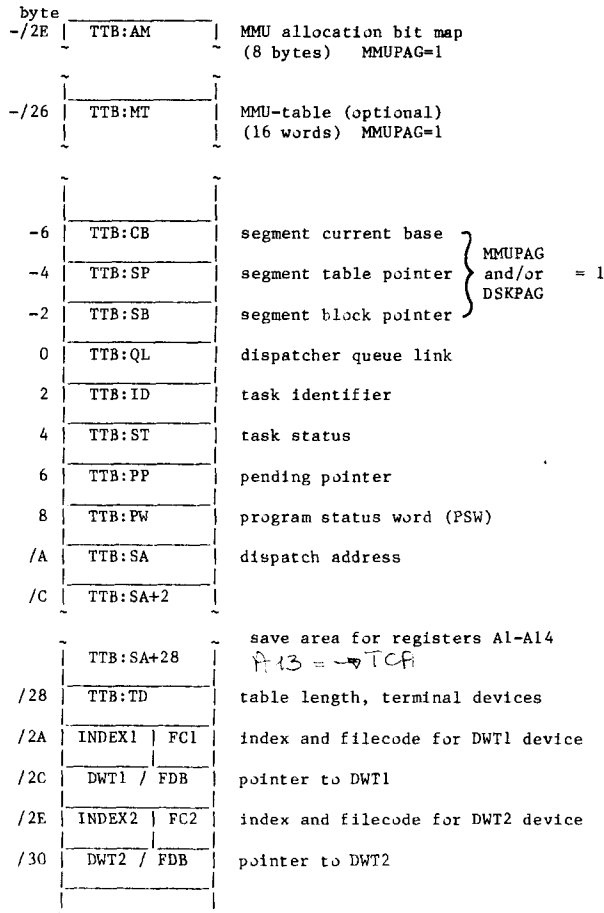 byte
-/2E TTB:AM MMU allocation bit map
(8 bytes) MMUPAG=1
-/26 TTB:MT MMU-table (optional)
(16 words) MMUPAG=1
-6 TTB:CB segment current base
MMUPAG
-4 TTB:SP segment table pointer and/or = 1
DSKPAG
-2 TTB:SB segment block pointer
0 TTB:QL dispatcher queue link
2 TTB:ID task identifier
4 TTB:ST task status
6 TTB:PP pending pointer
8 TTB:PW program status word (PSW)
/A TTB:SA dispatch address
/C TTB:SA+2
save area for registers A1-A14
TTB:SA+28 A13 = →
/28 TTB:TD table length, terminal devices
/2A INDEX1 | FC1 index and filecode for DWT1 device
/2C DWT1 / FDB pointer to DWT1
/2E INDEX2 | FC2 index and filecode for DWT2 device
/30 DWT2 / FDB pointer to DWT2